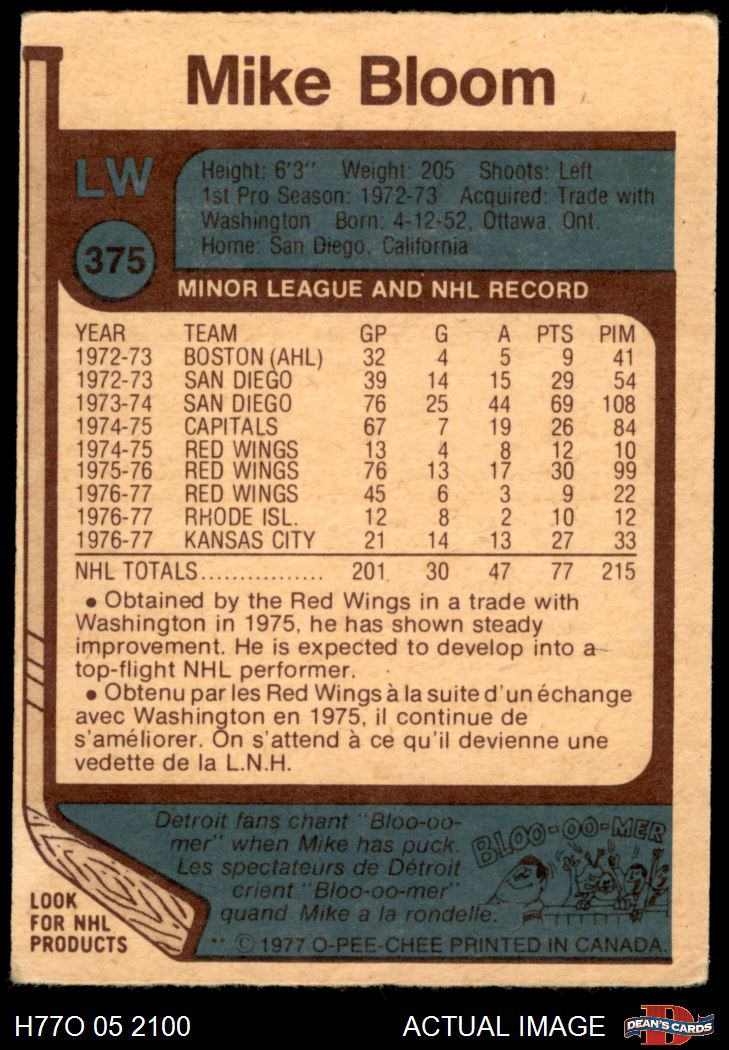 Mike Bloom
LW
375
Height: 6'3" Weight: 205 Shoots: Left
1st Pro Season: 1972-73 Acquired: Trade with
Washington Born: 4-12-52, Ottawa, Ont.
Home: San Diego, California
MINOR LEAGUE AND NHL RECORD
YEAR TEAM GP G A PTS PIM
1972-73 BOSTON (AHL) 32 4 5 9 41
1972-73 SAN DIEGO 39 14 15 29 54
1973-74 SAN DIEGO 76 25 44 69 108
1974-75 CAPITALS 67 7 19 26 84
1974-75 RED WINGS 13 4 8 12 10
1975-76 RED WINGS 76 13 17 30 99
1976-77 RED WINGS 45 6 3 9 22
1976-77 RHODE ISL. 12 8 2 10 12
1976-77 KANSAS CITY 21 14 13 27 33
NHL TOTALS................ 201 30 47 77 215
• Obtained by the Red Wings in a trade with
Washington in 1975, he has shown steady
improvement. He is expected to develop into a
top-flight NHL performer.
• Obtenu par les Red Wings à la suite d'un échange
avec Washington en 1975, il continue de
s'améliorer. On s'attend à ce qu'il devienne une
vedette de la L.N.H.
Detroit fans chant "Bloo-oo-
mer" when Mike has puck.
Les spectateurs de Détroit
crient "Bloo-oo-mer"
quand Mike a la rondelle.
BLOO-OO-MER
LOOK
FOR NHL
PRODUCTS
** © 1977 O-PEE-CHEE PRINTED IN CANADA.
H77O 05 2100 ACTUAL IMAGE
DEAN'S CARDS